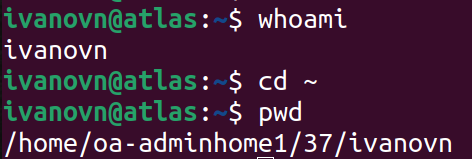 ivanovn@atlas:~$ whoami
ivanovn
ivanovn@atlas:~$ cd ~
ivanovn@atlas:~$ pwd
/home/oa-adminhome1/37/ivanovn